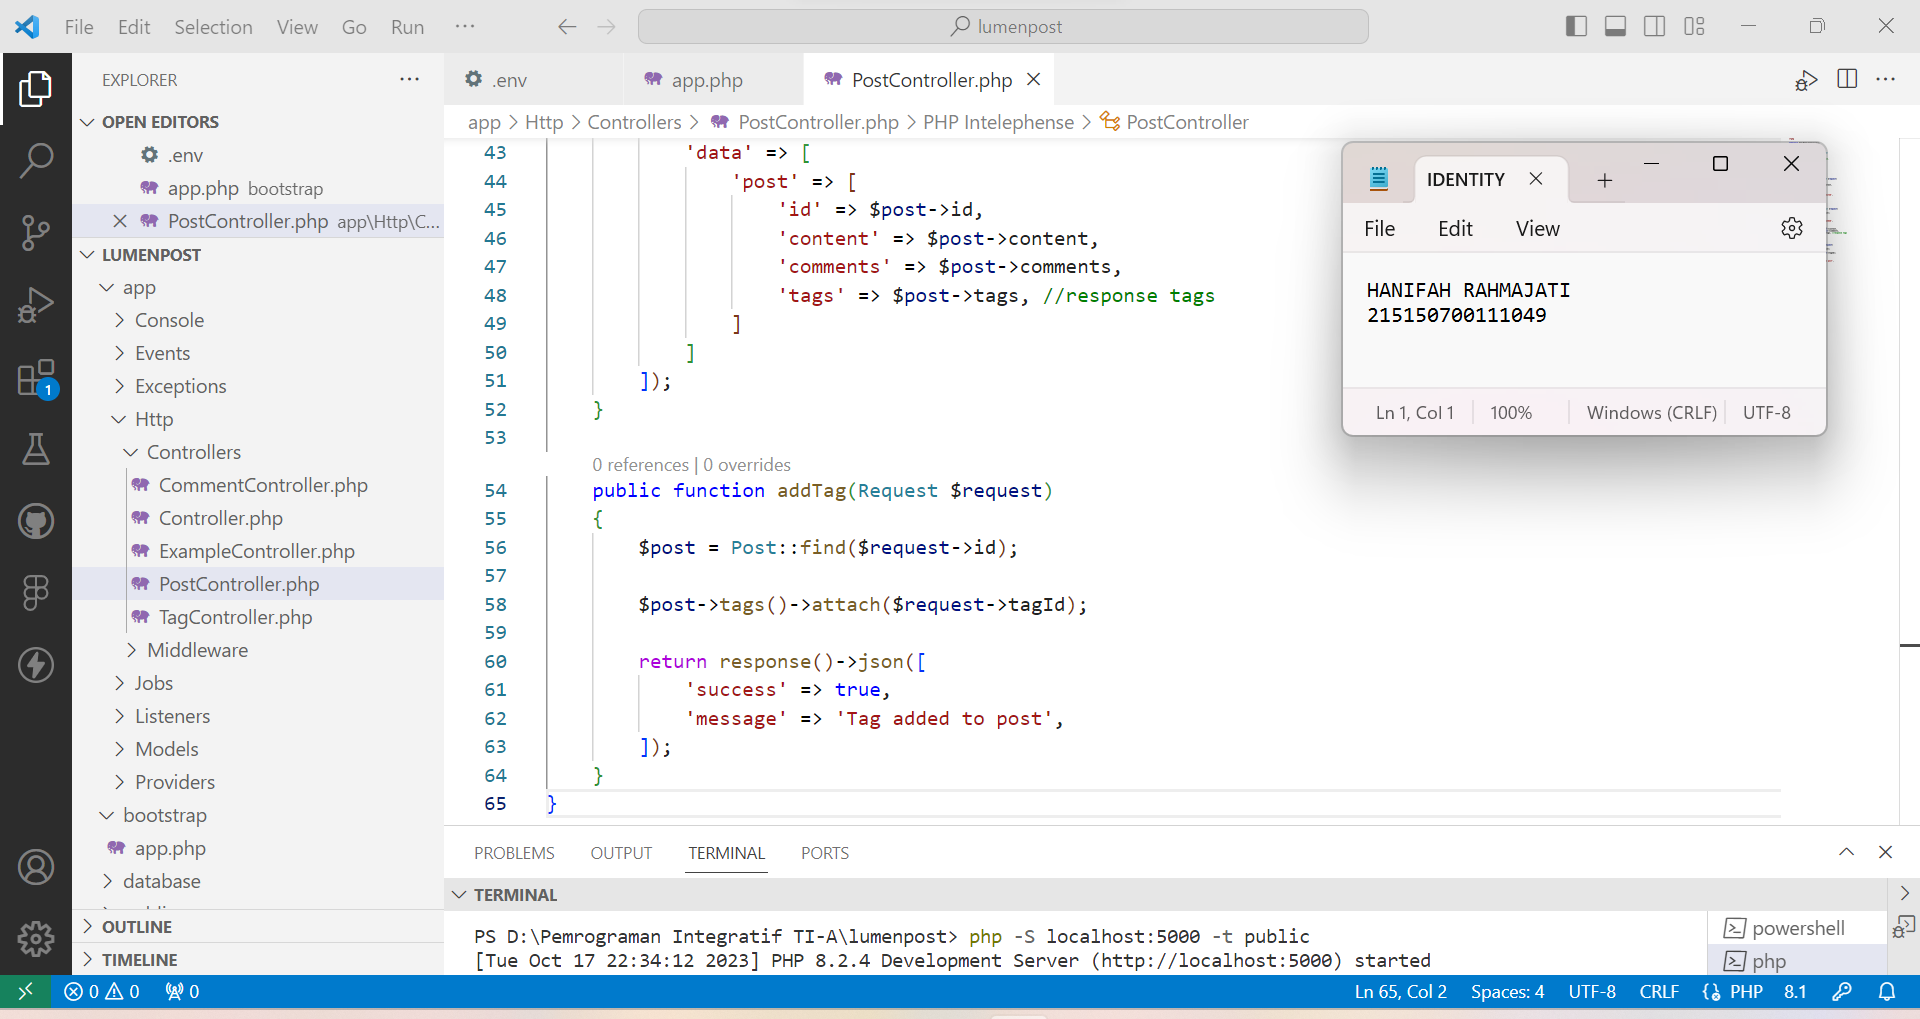 File Edit Selection View Go Run ···
lumenpost
EXPLORER ···
OPEN EDITORS
.env
app.php bootstrap
PostController.php app\Http\C...
LUMENPOST
app
Console
Events
Exceptions
Http
Controllers
CommentController.php
Controller.php
ExampleController.php
PostController.php
TagController.php
Middleware
Jobs
Listeners
Models
Providers
bootstrap
app.php
database
OUTLINE
TIMELINE
1
.env
app.php
PostController.php
app > Http > Controllers > PostController.php > PHP Intelephense > PostController
43 'data' => [
44 'post' => [
45 'id' => $post->id,
46 'content' => $post->content,
47 'comments' => $post->comments,
48 'tags' => $post->tags, //response tags
49 ]
50 ]
51 ]);
52 }
53
0 references | 0 overrides
54 public function addTag(Request $request)
55 {
56 $post = Post::find($request->id);
57
58 $post->tags()->attach($request->tagId);
59
60 return response()->json([
61 'success' => true,
62 'message' => 'Tag added to post',
63 ]);
64 }
65 }
IDENTITY
File Edit View
HANIFAH RAHMAJATI
215150700111049
Ln 1, Col 1 100% Windows (CRLF) UTF-8
PROBLEMS OUTPUT TERMINAL PORTS
TERMINAL
PS D:\Pemrograman Integratif TI-A\lumenpost> php -S localhost:5000 -t public
[Tue Oct 17 22:34:12 2023] PHP 8.2.4 Development Server (http://localhost:5000) started
powershell
php
0 0 0
Ln 65, Col 2 Spaces: 4 UTF-8 CRLF PHP 8.1